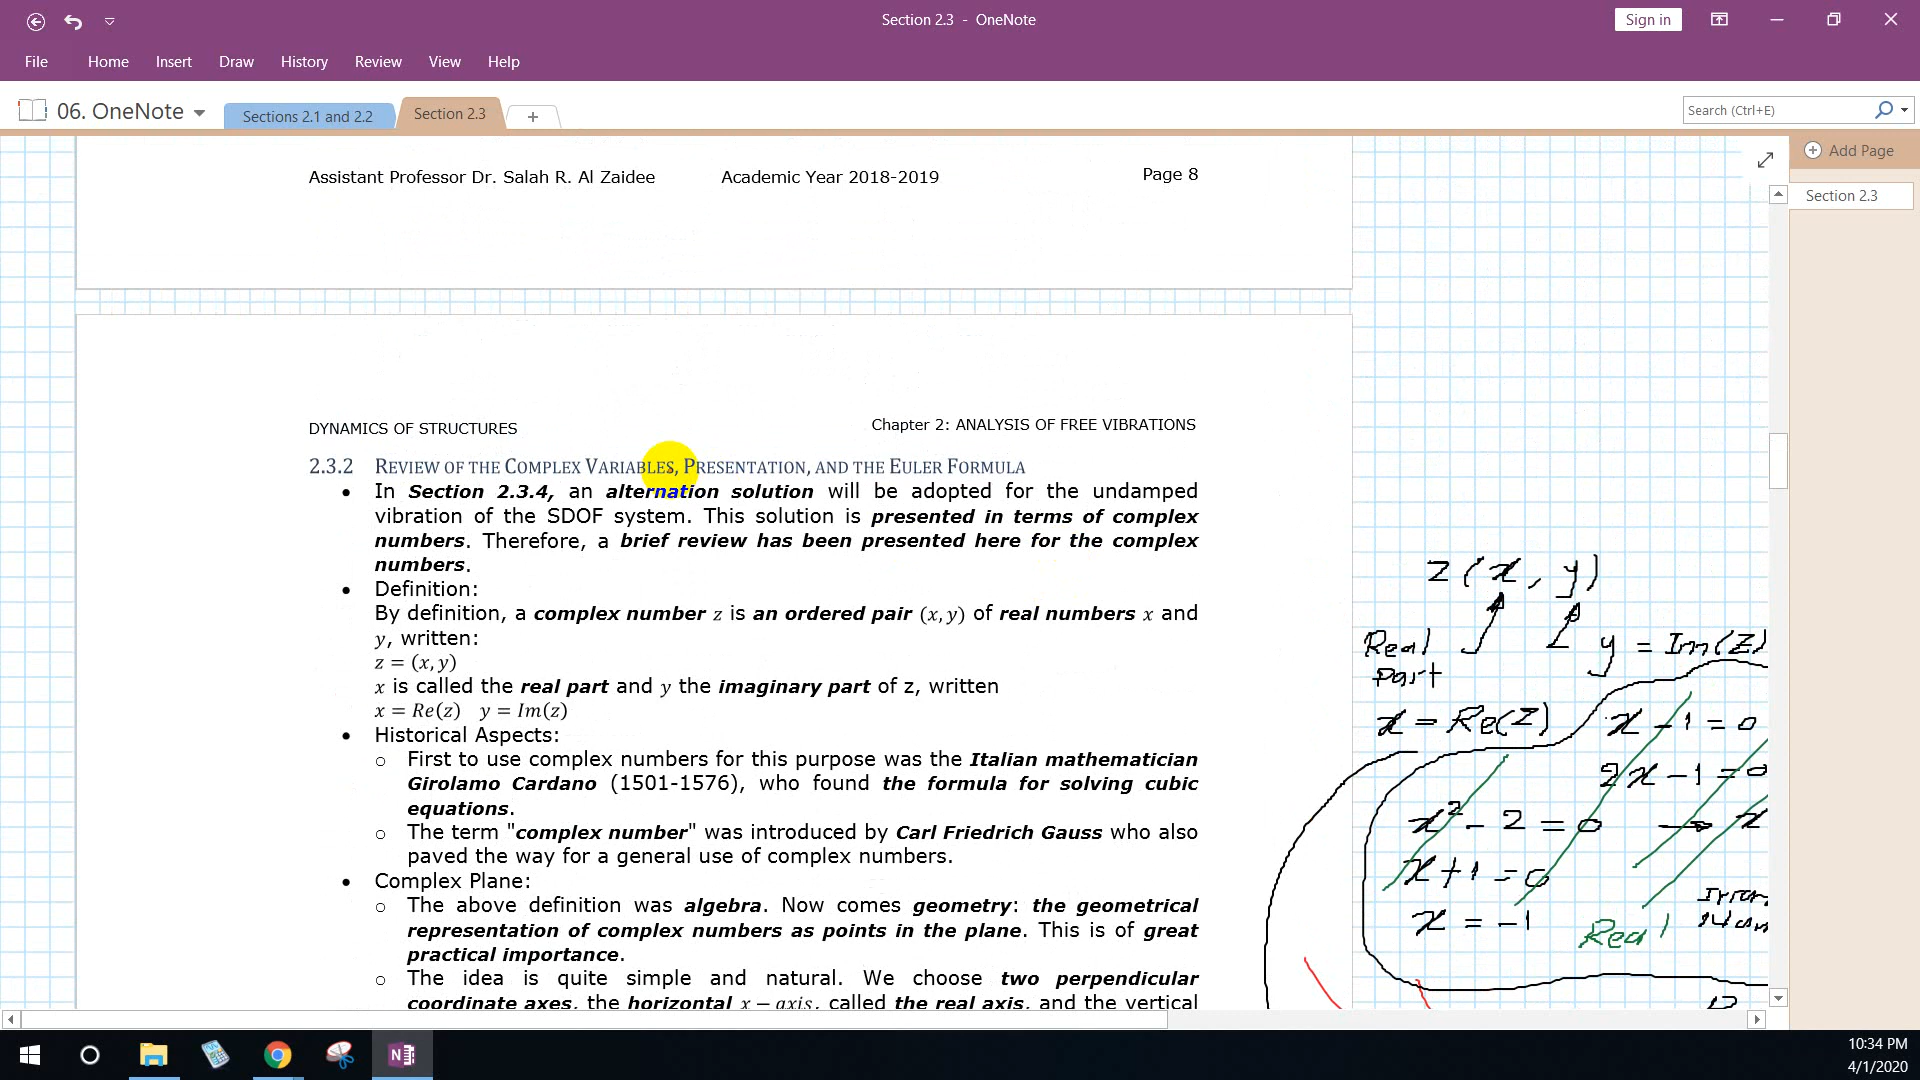 Section 2.3 - OneNote
Sign in
File Home Insert Draw History Review View Help
06. OneNote
Sections 2.1 and 2.2
Section 2.3
Search (Ctrl+E)
Add Page
Section 2.3
Assistant Professor Dr. Salah R. Al Zaidee Academic Year 2018-2019 Page 8
DYNAMICS OF STRUCTURES Chapter 2: ANALYSIS OF FREE VIBRATIONS
2.3.2 REVIEW OF THE COMPLEX VARIABLES, PRESENTATION, AND THE EULER FORMULA
• In Section 2.3.4, an alternation solution will be adopted for the undamped
vibration of the SDOF system. This solution is presented in terms of complex
numbers. Therefore, a brief review has been presented here for the complex
numbers.
• Definition:
By definition, a complex number z is an ordered pair (x, y) of real numbers x and
y, written:
z = (x, y)
x is called the real part and y the imaginary part of z, written
x = Re(z) y = Im(z)
• Historical Aspects:
o First to use complex numbers for this purpose was the Italian mathematician
Girolamo Cardano (1501-1576), who found the formula for solving cubic
equations.
o The term "complex number" was introduced by Carl Friedrich Gauss who also
paved the way for a general use of complex numbers.
• Complex Plane:
o The above definition was algebra. Now comes geometry: the geometrical
representation of complex numbers as points in the plane. This is of great
practical importance.
o The idea is quite simple and natural. We choose two perpendicular
coordinate axes, the horizontal x − axis, called the real axis, and the vertical
z (x, y)
Real
part
y = Im(Z)
x = Re(Z)
x - 1 = 0
2x - 1 = 0
x² - 2 = 0 → x
x + 1 = 0
x = -1
Real
10:34 PM
4/1/2020